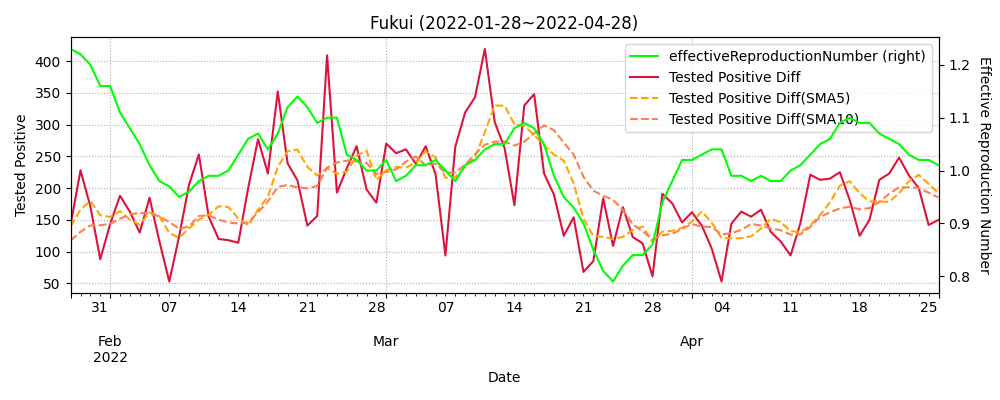 Fukui (2022-01-28~2022-04-28)
effectiveReproductionNumber (right)
Tested Positive Diff
Tested Positive Diff(SMA5)
Tested Positive Diff(SMA10)
Tested Positive
400
350
300
250
200
150
100
50
1.2
1.1
1.0
0.9
0.8
Effective Reproduction Number
31 07 14 21 28 07 14 21 28 04 11 18 25
Feb Mar Apr
2022
Date